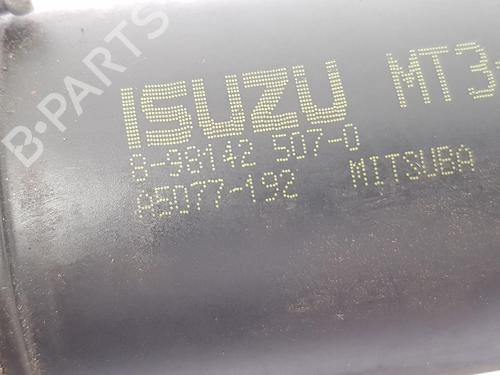 B-PARTS
ISUZU MT3-
8-98142 507-0
A5077-192 MITSUBA